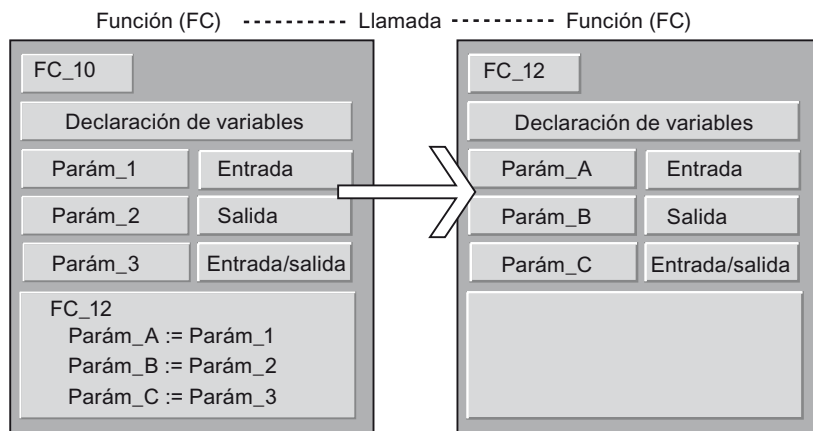 Función (FC) ---------- Llamada ---------- Función (FC)
FC_10
Declaración de variables
Parám_1 Entrada
Parám_2 Salida
Parám_3 Entrada/salida
FC_12
Parám_A := Parám_1
Parám_B := Parám_2
Parám_C := Parám_3
FC_12
Declaración de variables
Parám_A Entrada
Parám_B Salida
Parám_C Entrada/salida